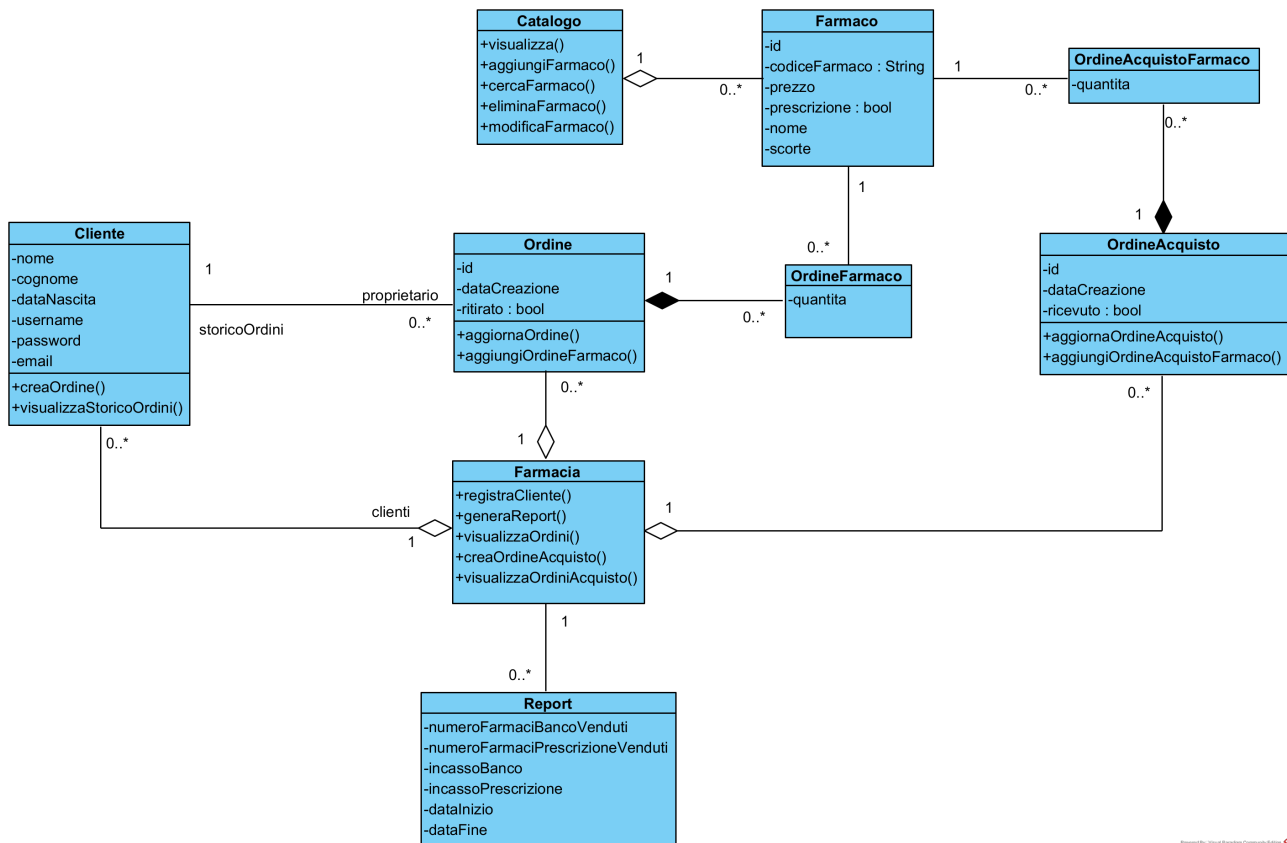 Catalogo
+visualizza()
+aggiungiFarmaco()
+cercaFarmaco()
+eliminaFarmaco()
+modificaFarmaco()
1
0..*
Farmaco
-id
-codiceFarmaco : String
-prezzo
-prescrizione : bool
-nome
-scorte
1
0..*
OrdineAcquistoFarmaco
-quantita
0..*
1
1
0..*
Cliente
-nome
-cognome
-dataNascita
-username
-password
-email
+creaOrdine()
+visualizzaStoricoOrdini()
1
storicoOrdini
proprietario
0..*
Ordine
-id
-dataCreazione
-ritirato : bool
+aggiornaOrdine()
+aggiungiOrdineFarmaco()
1
0..*
OrdineFarmaco
-quantita
OrdineAcquisto
-id
-dataCreazione
-ricevuto : bool
+aggiornaOrdineAcquisto()
+aggiungiOrdineAcquistoFarmaco()
0..*
0..*
1
0..*
clienti
1
Farmacia
+registraCliente()
+generaReport()
+visualizzaOrdini()
+creaOrdineAcquisto()
+visualizzaOrdiniAcquisto()
1
1
0..*
Report
-numeroFarmaciBancoVenduti
-numeroFarmaciPrescrizioneVenduti
-incassoBanco
-incassoPrescrizione
-dataInizio
-dataFine